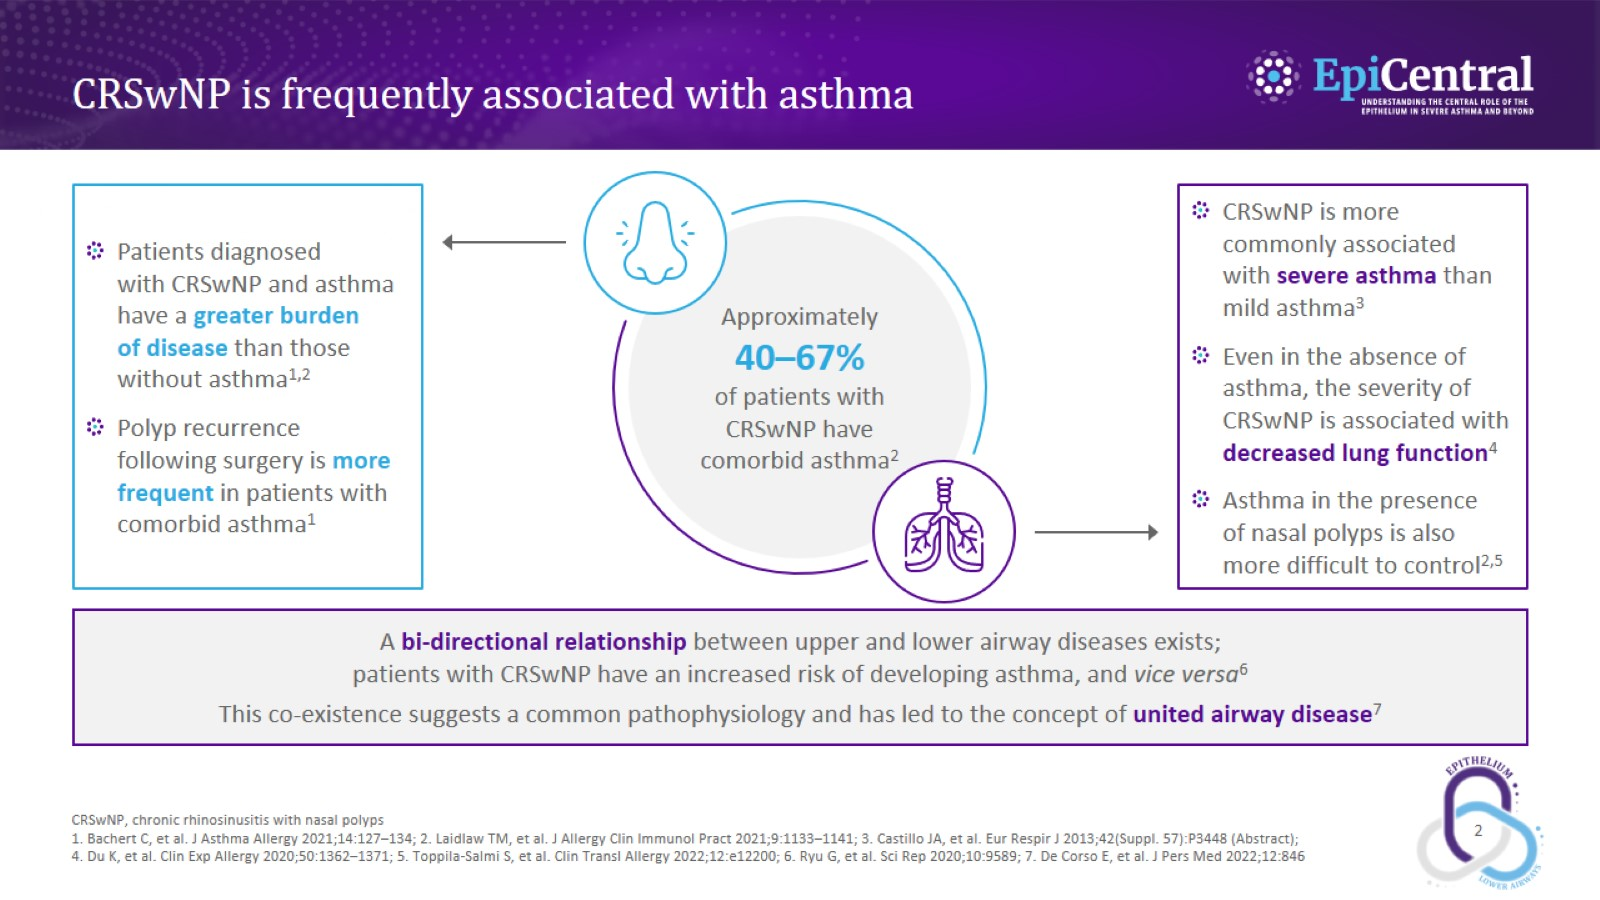 CRSwNP is frequently associated with asthma
EpiCentral
UNDERSTANDING THE CENTRAL ROLE OF THE
EPITHELIUM IN SEVERE ASTHMA AND BEYOND
Patients diagnosed
with CRSwNP and asthma
have a greater burden
of disease than those
without asthma1,2
Polyp recurrence
following surgery is more
frequent in patients with
comorbid asthma1
Approximately
40–67%
of patients with
CRSwNP have
comorbid asthma2
CRSwNP is more
commonly associated
with severe asthma than
mild asthma3
Even in the absence of
asthma, the severity of
CRSwNP is associated with
decreased lung function4
Asthma in the presence
of nasal polyps is also
more difficult to control2,5
A bi-directional relationship between upper and lower airway diseases exists;
patients with CRSwNP have an increased risk of developing asthma, and vice versa6
This co-existence suggests a common pathophysiology and has led to the concept of united airway disease7
CRSwNP, chronic rhinosinusitis with nasal polyps
1. Bachert C, et al. J Asthma Allergy 2021;14:127–134; 2. Laidlaw TM, et al. J Allergy Clin Immunol Pract 2021;9:1133–1141; 3. Castillo JA, et al. Eur Respir J 2013;42(Suppl. 57):P3448 (Abstract);
4. Du K, et al. Clin Exp Allergy 2020;50:1362–1371; 5. Toppila-Salmi S, et al. Clin Transl Allergy 2022;12:e12200; 6. Ryu G, et al. Sci Rep 2020;10:9589; 7. De Corso E, et al. J Pers Med 2022;12:846
EPITHELIUM
2
LOWER AIRWAYS